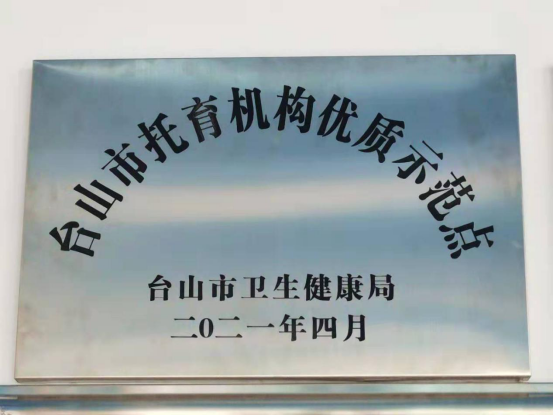 台山市托育机构优质示范点
台山市卫生健康局
二0二一年四月